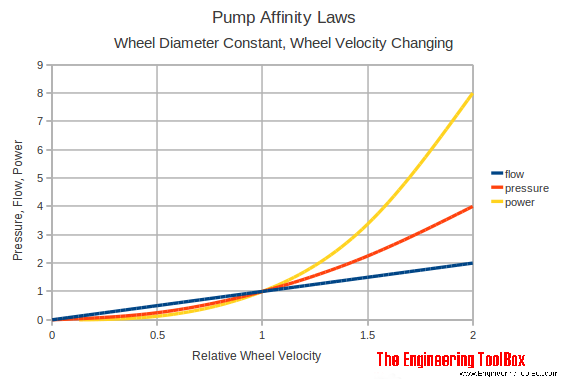 Pump Affinity Laws
Wheel Diameter Constant, Wheel Velocity Changing
Pressure, Flow, Power
9
8
7
6
5
4
3
2
1
0
0 0.5 1 1.5 2
Relative Wheel Velocity
flow
pressure
power
The Engineering ToolBox